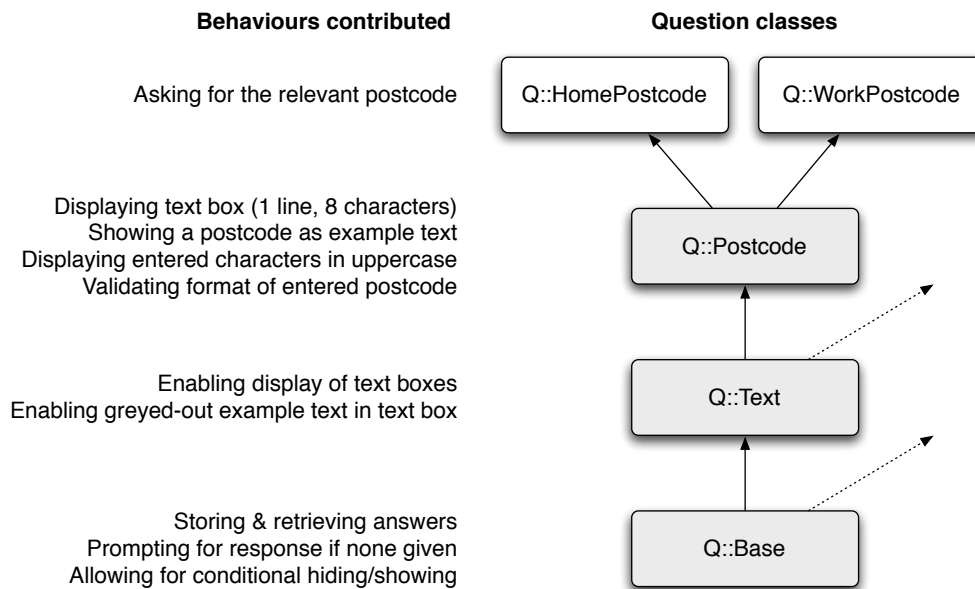 Behaviours contributed
Question classes
Asking for the relevant postcode
Q::HomePostcode
Q::WorkPostcode
Displaying text box (1 line, 8 characters)
Showing a postcode as example text
Displaying entered characters in uppercase
Validating format of entered postcode
Q::Postcode
Enabling display of text boxes
Enabling greyed-out example text in text box
Q::Text
Storing & retrieving answers
Prompting for response if none given
Allowing for conditional hiding/showing
Q::Base